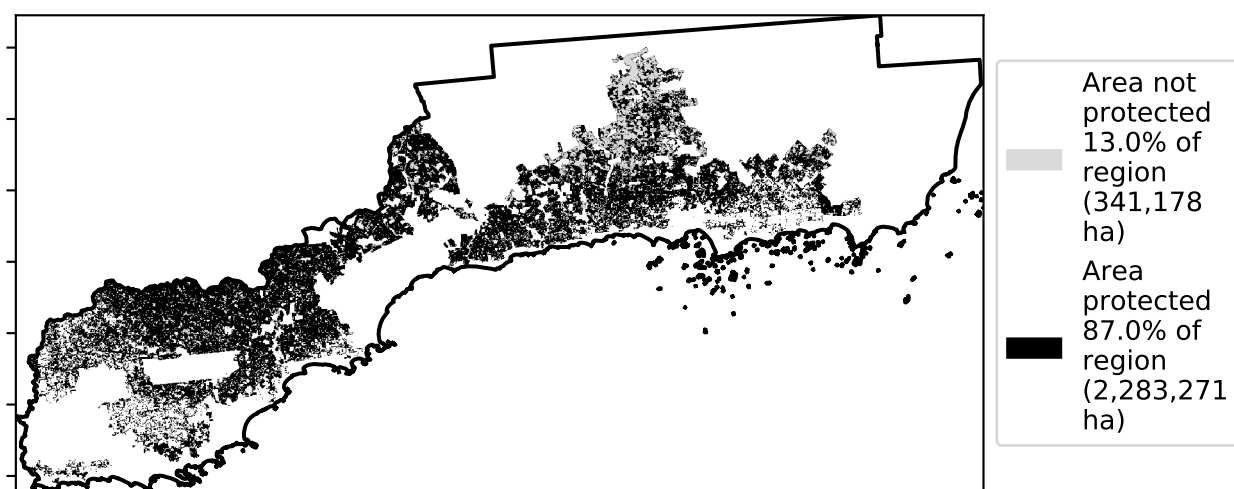 Area not
protected
13.0% of
region
(341,178
ha)
Area
protected
87.0% of
region
(2,283,271
ha)